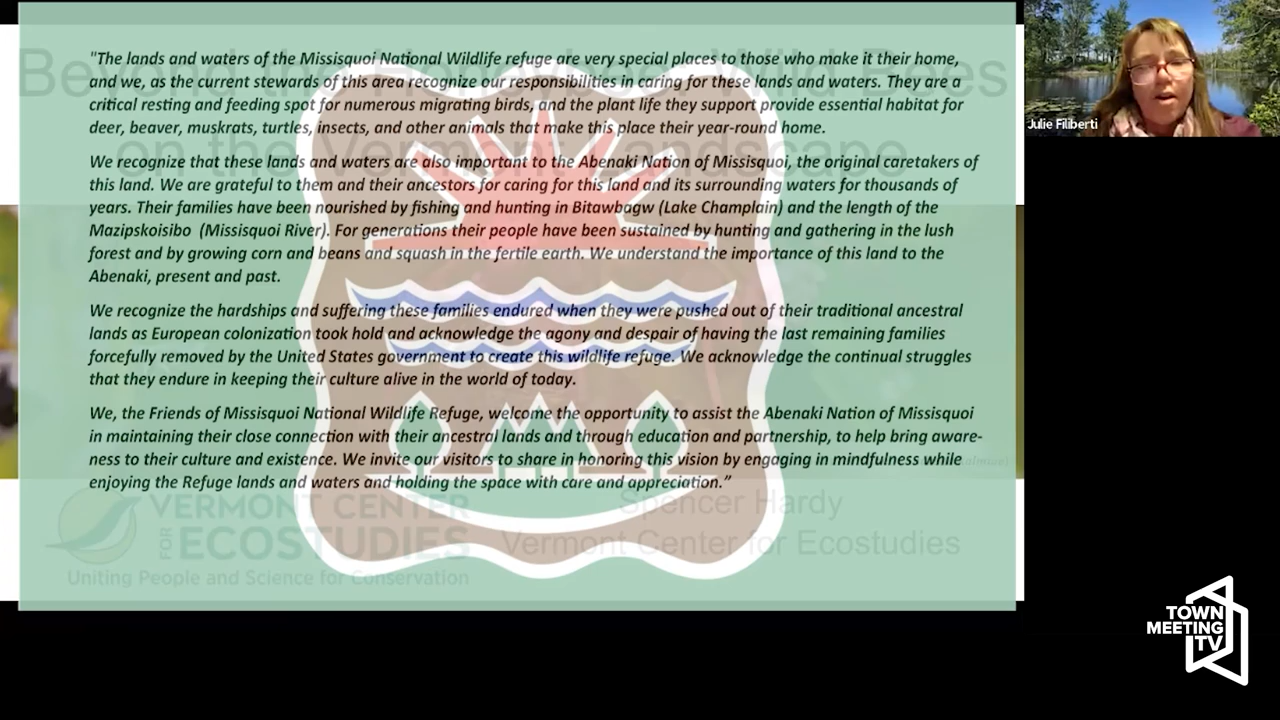 "The lands and waters of the Missisquoi National Wildlife refuge are very special places to those who make it their home,
and we, as the current stewards of this area recognize our responsibilities in caring for these lands and waters. They are a
critical resting and feeding spot for numerous migrating birds, and the plant life they support provide essential habitat for
deer, beaver, muskrats, turtles, insects, and other animals that make this place their year-round home.
We recognize that these lands and waters are also important to the Abenaki Nation of Missisquoi, the original caretakers of
this land. We are grateful to them and their ancestors for caring for this land and its surrounding waters for thousands of
years. Their families have been nourished by fishing and hunting in Bitawbagw (Lake Champlain) and the length of the
Mazipskoisibo (Missisquoi River). For generations their people have been sustained by hunting and gathering in the lush
forest and by growing corn and beans and squash in the fertile earth. We understand the importance of this land to the
Abenaki, present and past.
We recognize the hardships and suffering these families endured when they were pushed out of their traditional ancestral
lands as European colonization took hold and acknowledge the agony and despair of having the last remaining families
forcefully removed by the United States government to create this wildlife refuge. We acknowledge the continual struggles
that they endure in keeping their culture alive in the world of today.
We, the Friends of Missisquoi National Wildlife Refuge, welcome the opportunity to assist the Abenaki Nation of Missisquoi
in maintaining their close connection with their ancestral lands and through education and partnership, to help bring aware-
ness to their culture and existence. We invite our visitors to share in honoring this vision by engaging in mindfulness while
enjoying the Refuge lands and waters and holding the space with care and appreciation.”
on the Landscape
VERMONT CENTER
FOR ECOSTUDIES
Uniting People and Science for Conservation
Spencer Hardy
Vermont Center for Ecostudies
Julie Filiberti
TOWN
MEETING
TV